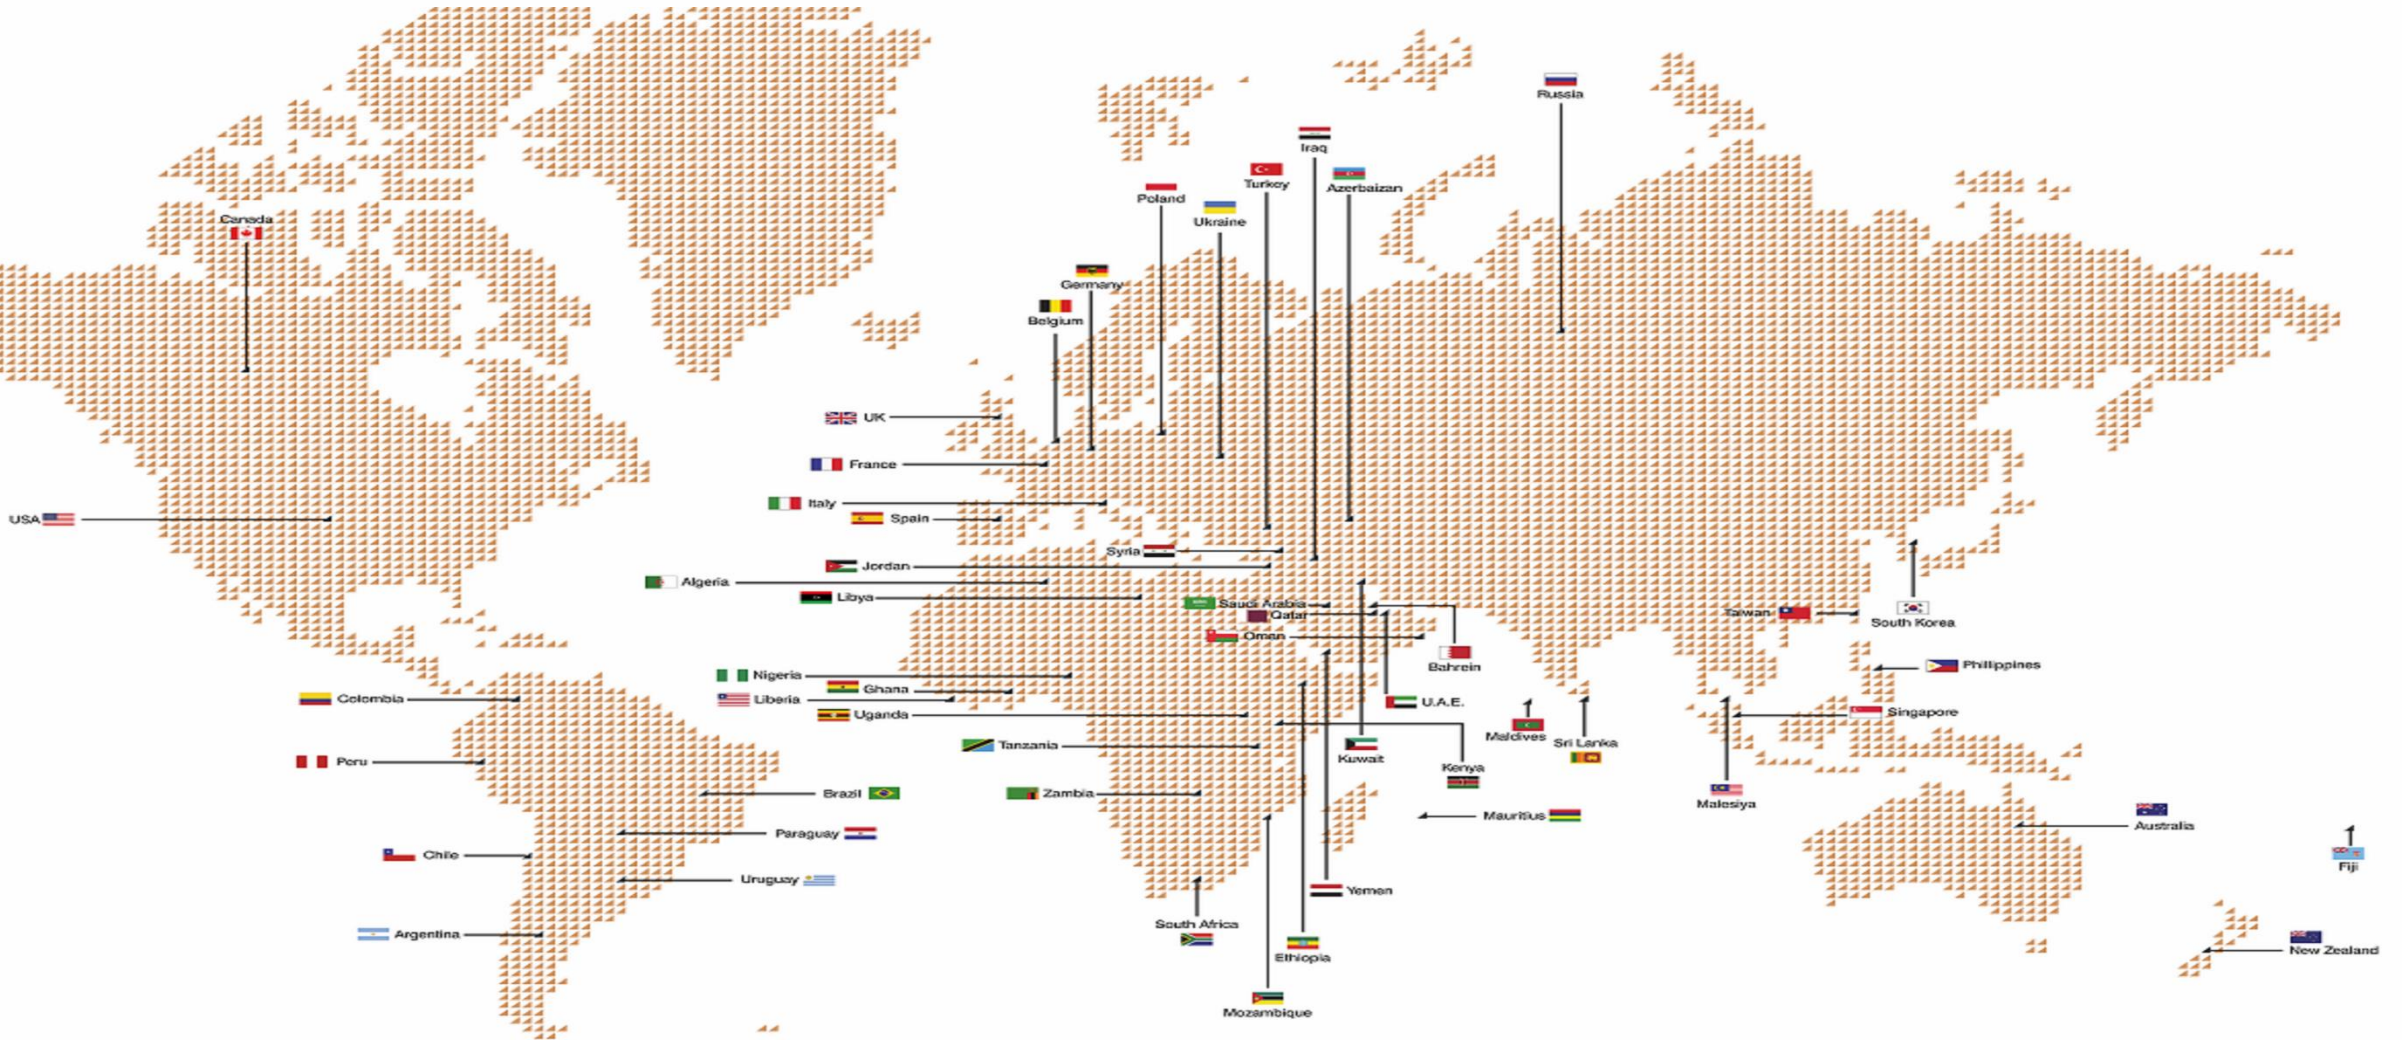 Russia
Iraq
Turkey
Azerbaizan
Poland
Canada
Ukraine
Germany
Belgium
UK
France
Italy
Spain
USA
Syria
Jordan
Algeria
Libya
Saudi Arabia
Qatar
Taiwan
South Korea
Oman
Bahrein
Phillippines
Nigeria
Ghana
Colombia
Liberia
U.A.E.
Singapore
Uganda
Maldives
Sri Lanka
Tanzania
Kuwait
Peru
Kenya
Brazil
Zambia
Malesiya
Mauritius
Australia
Paraguay
Chile
Fiji
Uruguay
Yemen
South Africa
Argentina
New Zealand
Ethiopia
Mozambique